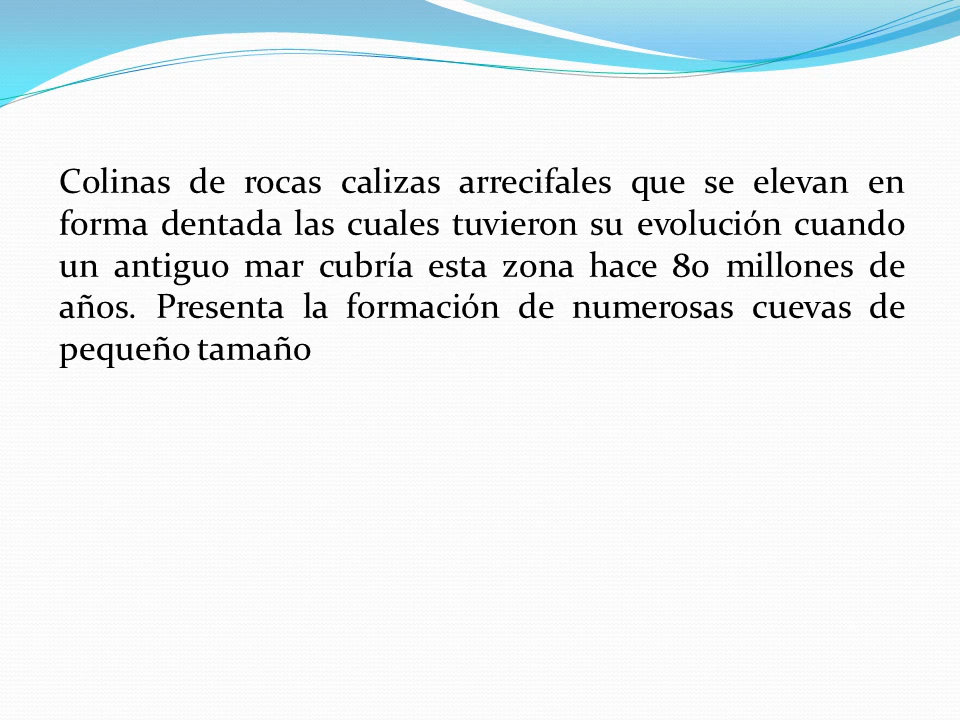 Colinas de rocas calizas arrecifales que se elevan en
forma dentada las cuales tuvieron su evolución cuando
un antiguo mar cubría esta zona hace 80 millones de
años. Presenta la formación de numerosas cuevas de
pequeño tamaño